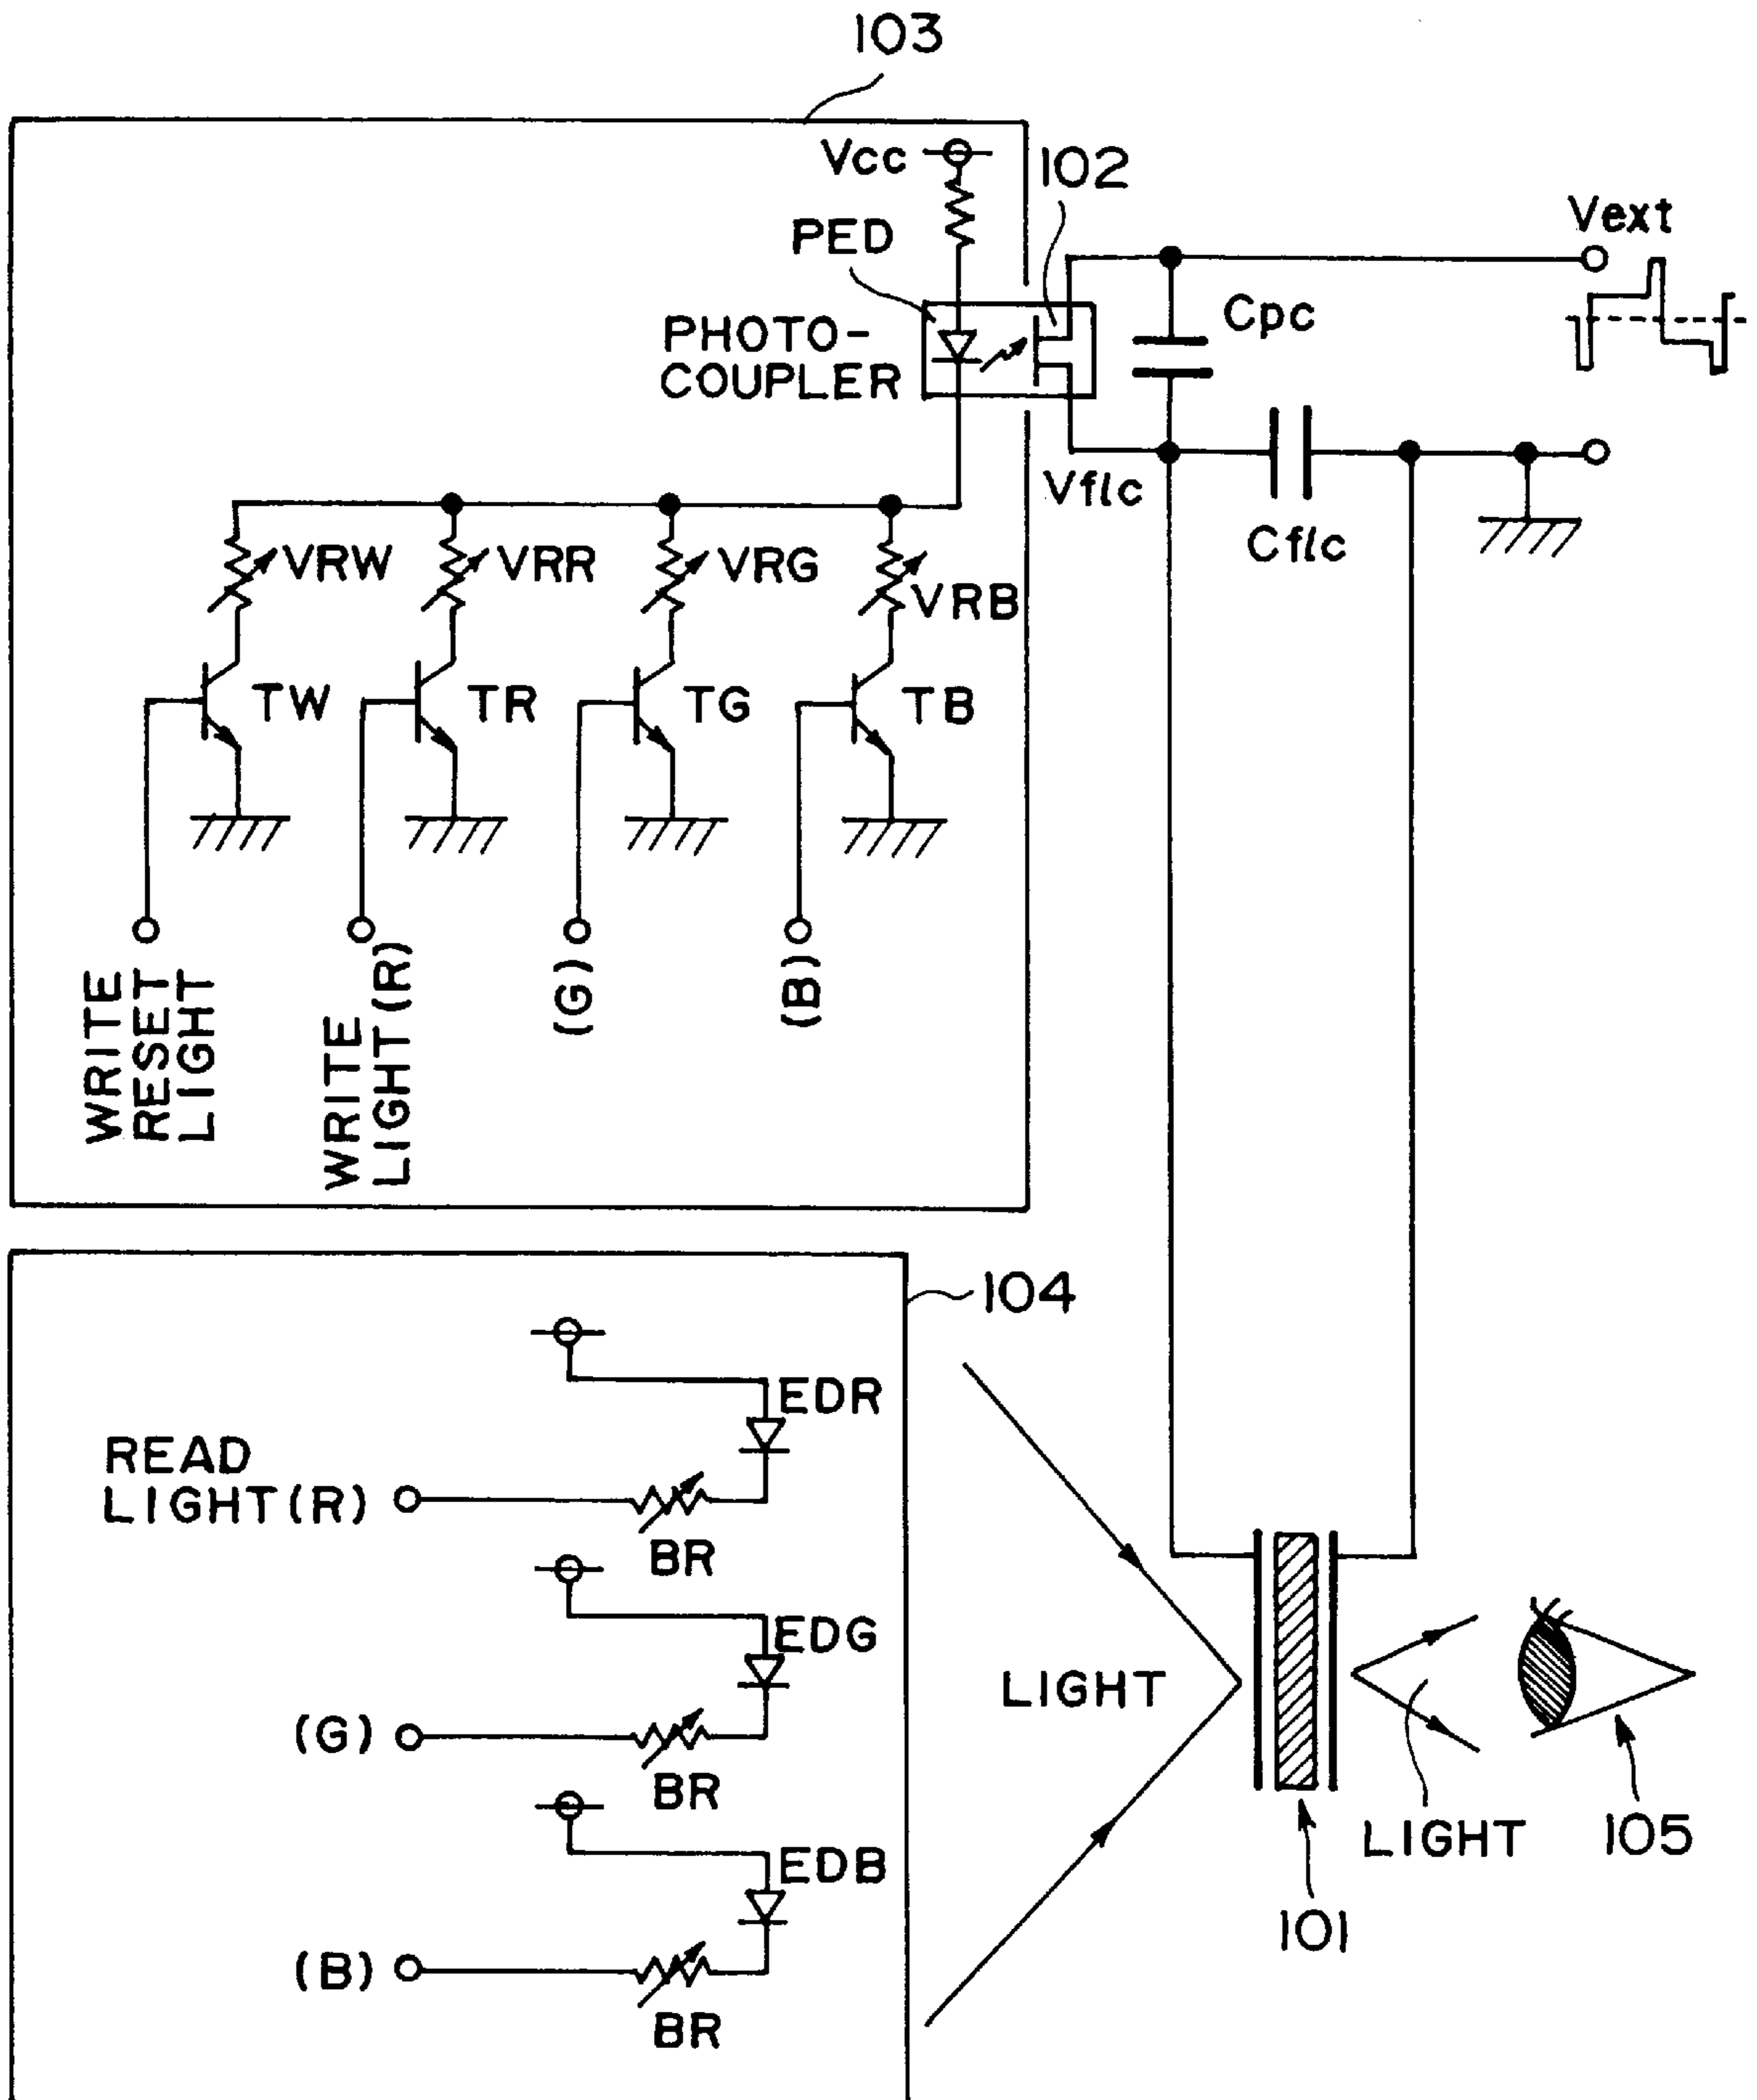 103
Vcc
102
PED
Vext
PHOTO-
COUPLER
Cpc
Vflc
Cflc
VRW
VRR
VRG
VRB
TW
TR
TG
TB
WRITE
RESET
LIGHT
WRITE
LIGHT(R)
(G)
(B)
104
EDR
READ
LIGHT(R)
BR
EDG
(G)
BR
EDB
(B)
BR
LIGHT
LIGHT
105
101